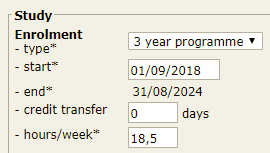 Study
Enrolment
- type* 3 year programme
- start* 01/09/2018
- end* 31/08/2024
- credit transfer 0 days
- hours/week* 18,5